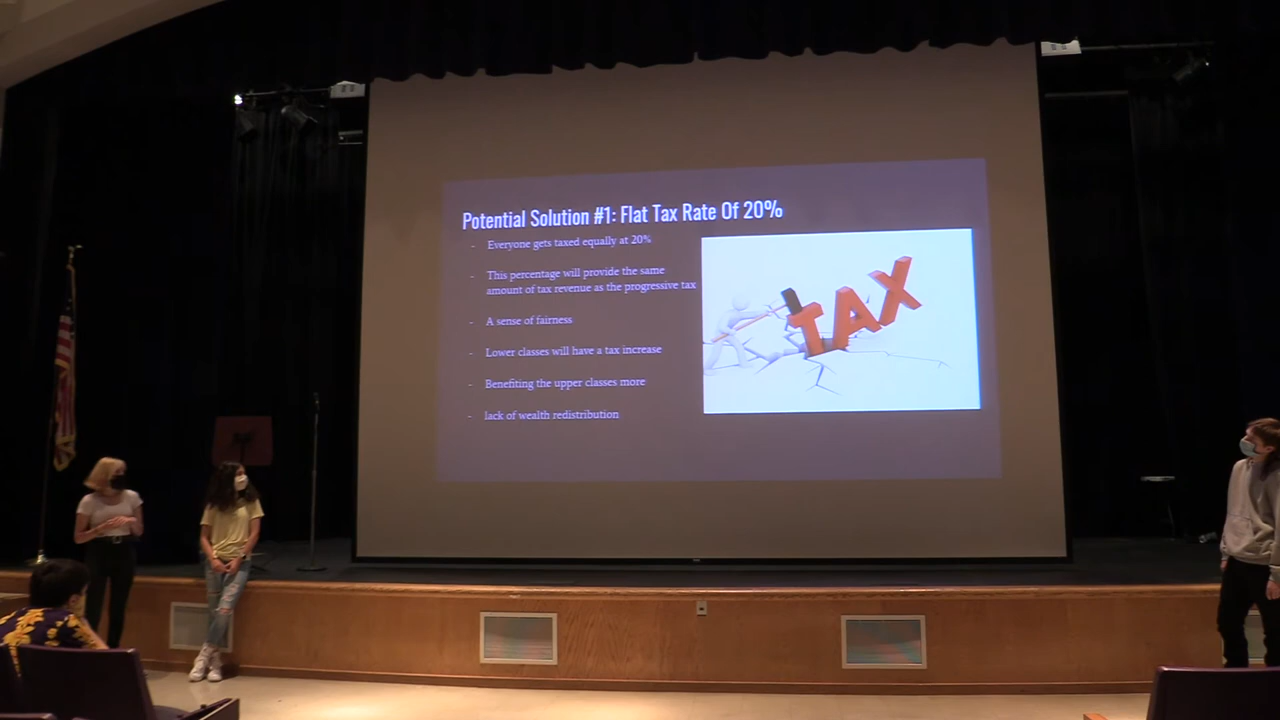 Potential Solution #1: Flat Tax Rate Of 20%
- Everyone gets taxed equally at 20%
- This percentage will provide the same
amount of tax revenue as the progressive tax
- A sense of fairness
- Lower classes will have a tax increase
- Benefiting the upper classes more
- lack of wealth redistribution
TAX